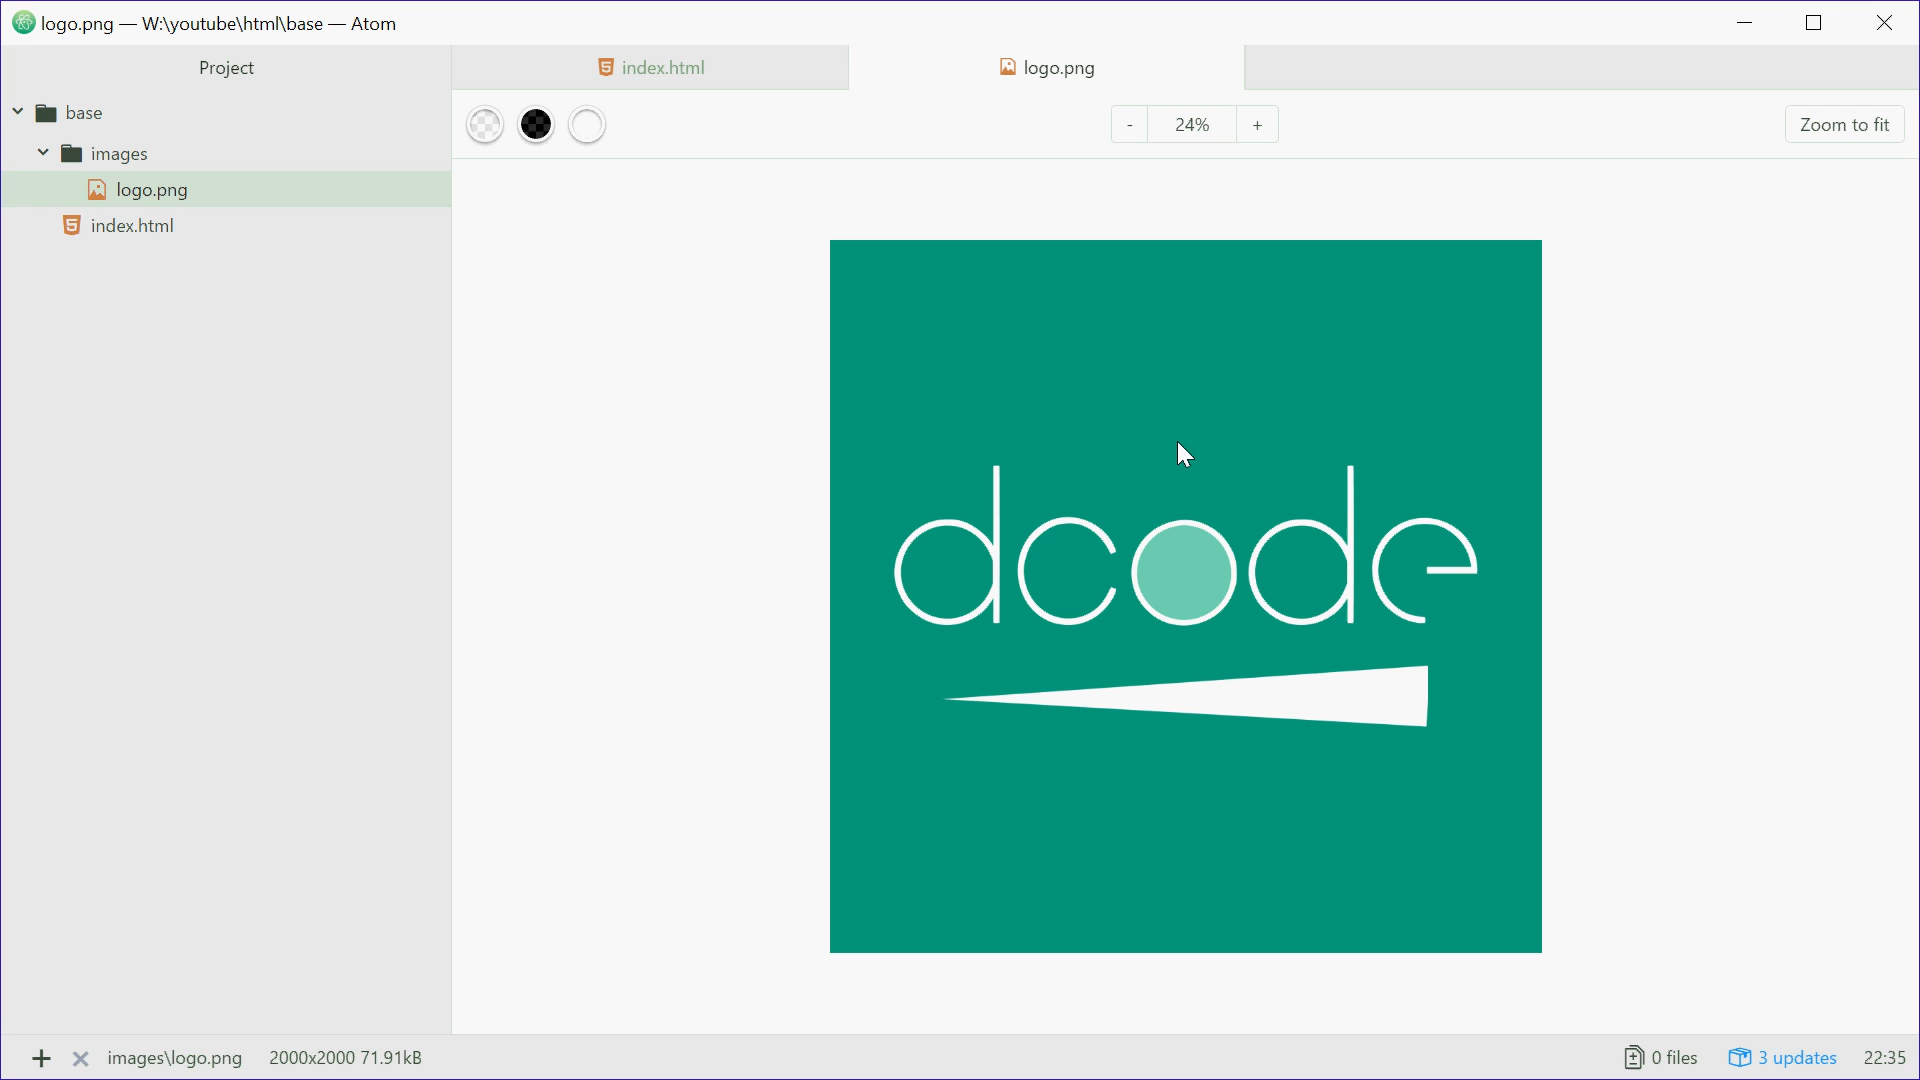 logo.png — W:\youtube\html\base — Atom
Project
index.html
logo.png
base
images
logo.png
index.html
- 24% +
Zoom to fit
dcode
images\logo.png 2000x2000 71.91kB
0 files 3 updates 22:35